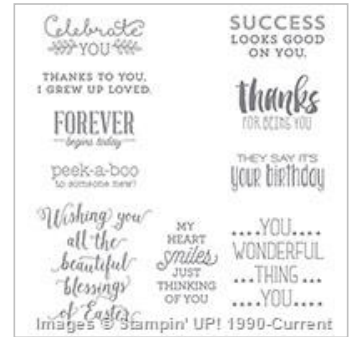 Celebrate
YOU
THANKS TO YOU,
I GREW UP LOVED.
FOREVER
begins today
peek-a-boo
to someone new!
Wishing you
all the
beautiful
blessings
of Easter
MY
HEART
smiles
JUST
THINKING
OF YOU
SUCCESS
LOOKS GOOD
ON YOU.
thanks
FOR BEING YOU
THEY SAY IT'S
your birthday
....YOU....
WONDERFUL
...THING...
....YOU....
Images © Stampin' UP! 1990-Current